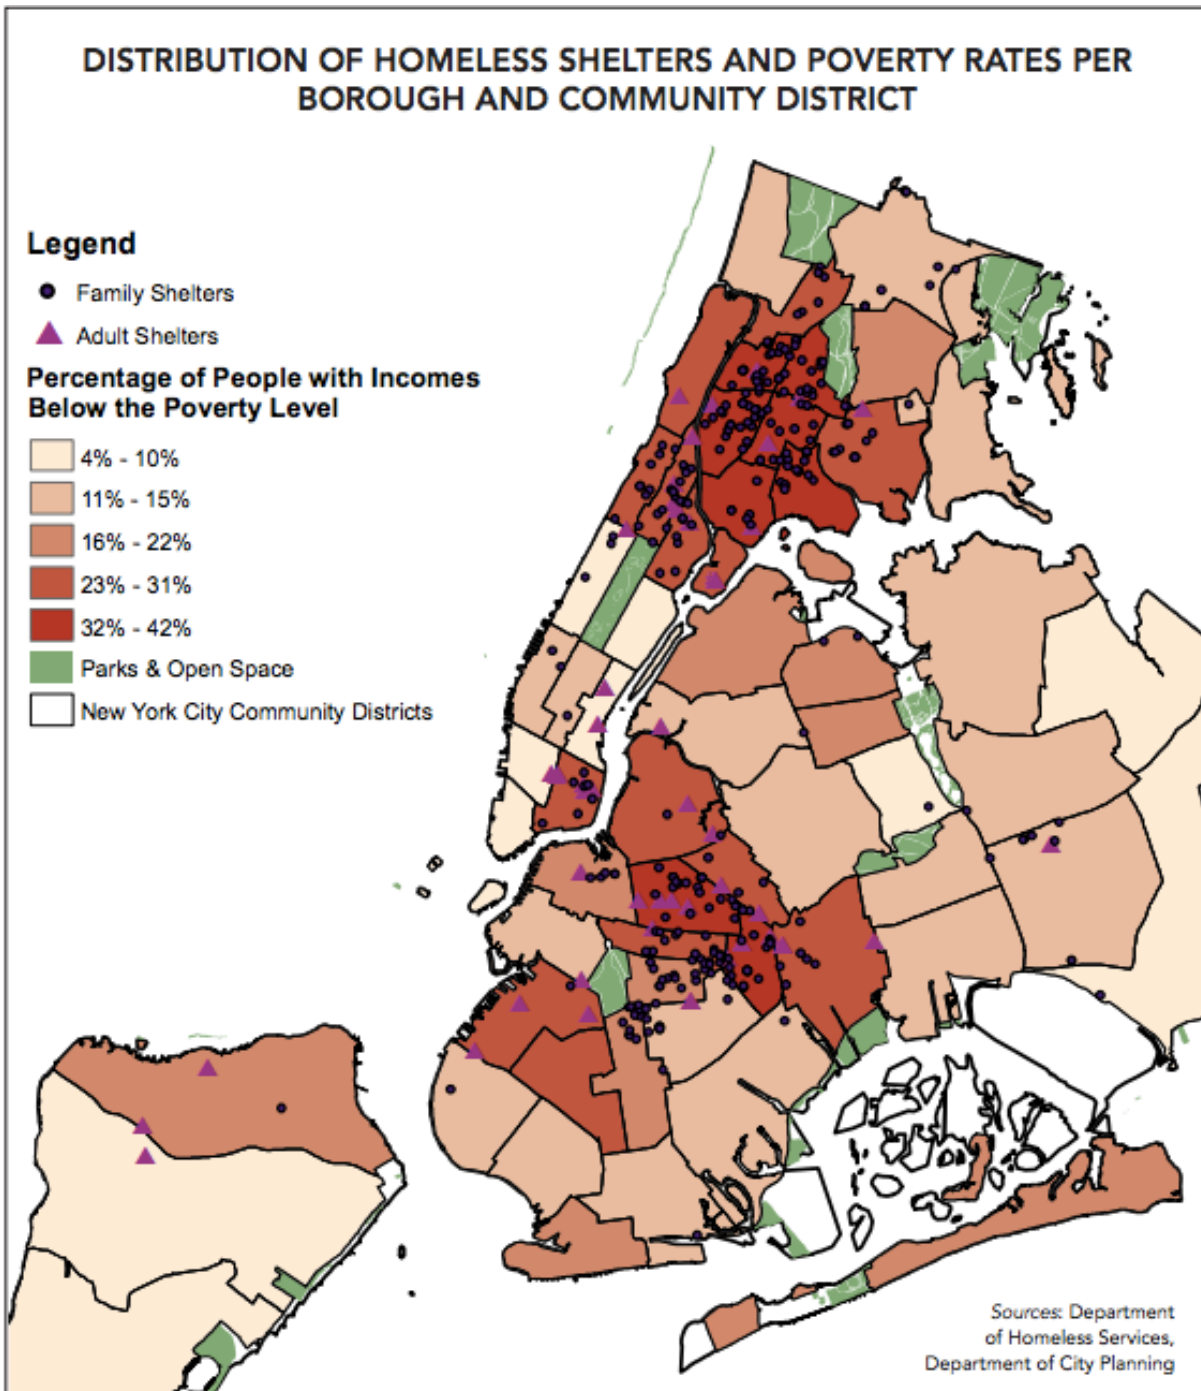 DISTRIBUTION OF HOMELESS SHELTERS AND POVERTY RATES PER
BOROUGH AND COMMUNITY DISTRICT
Legend
Family Shelters
Adult Shelters
Percentage of People with Incomes
Below the Poverty Level
4% - 10%
11% - 15%
16% - 22%
23% - 31%
32% - 42%
Parks & Open Space
New York City Community Districts
Sources: Department
of Homeless Services,
Department of City Planning